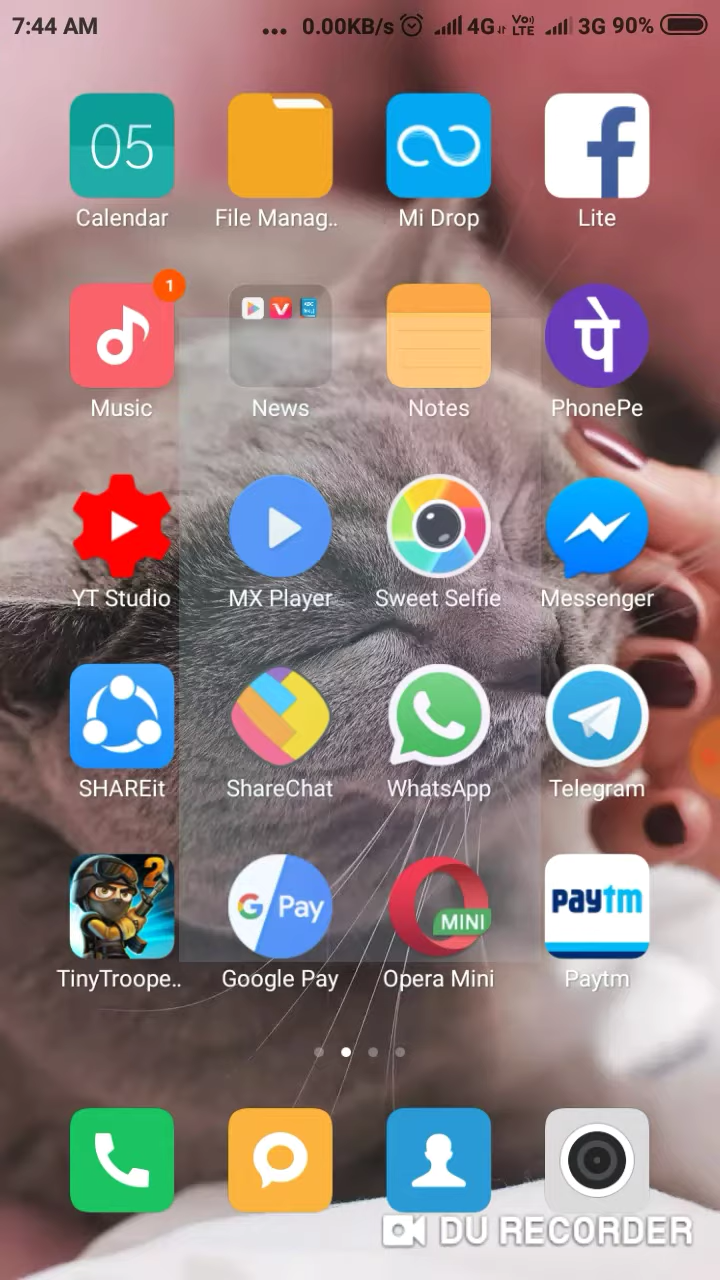 7:44 AM ... 0.00KB/s 4G VoLTE 3G 90%
05
Calendar File Manag.. Mi Drop Lite
1
Music News Notes PhonePe
पे
YT Studio MX Player Sweet Selfie Messenger
SHAREit ShareChat WhatsApp Telegram
2 G Pay MINI paytm
TinyTroope.. Google Pay Opera Mini Paytm
DU RECORDER